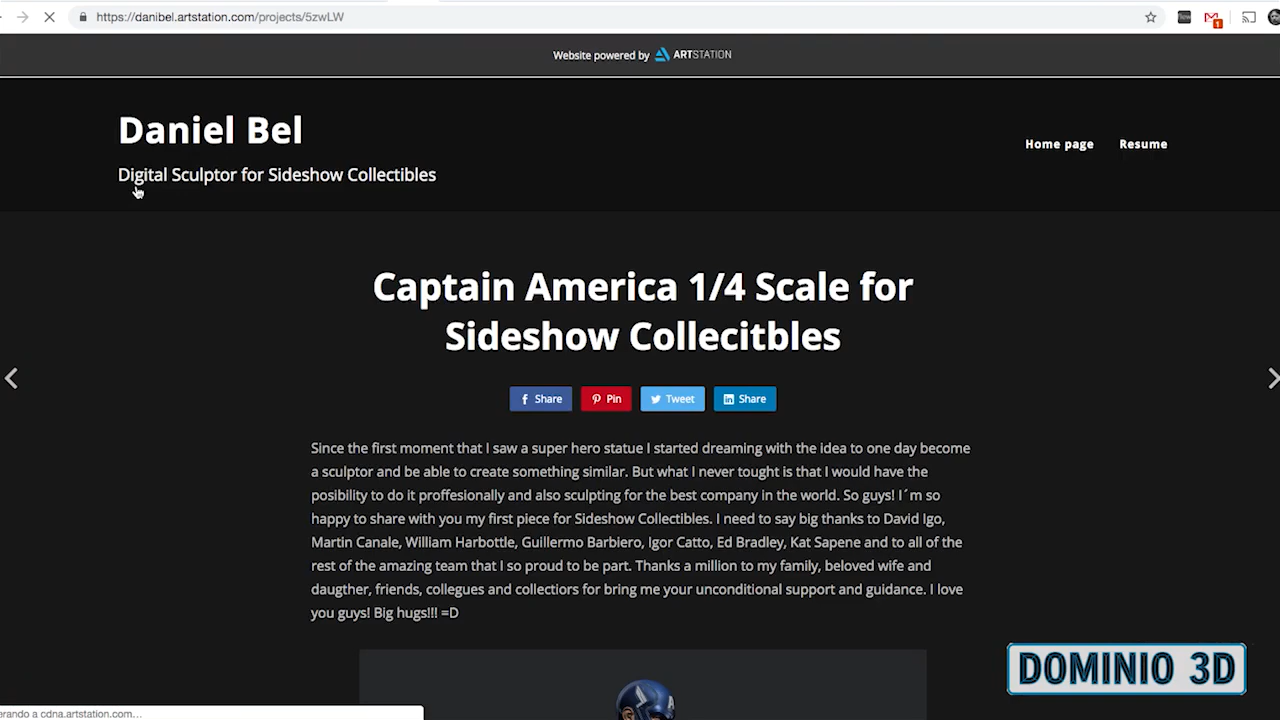 https://danibel.artstation.com/projects/5zwLW
1
Website powered by ARTSTATION
Daniel Bel
Home page Resume
Digital Sculptor for Sideshow Collectibles
Captain America 1/4 Scale for
Sideshow Collecitbles
Share Pin Tweet Share
Since the first moment that I saw a super hero statue I started dreaming with the idea to one day become
a sculptor and be able to create something similar. But what I never tought is that I would have the
posibility to do it proffesionally and also sculpting for the best company in the world. So guys! I´m so
happy to share with you my first piece for Sideshow Collectibles. I need to say big thanks to David Igo,
Martin Canale, William Harbottle, Guillermo Barbiero, Igor Catto, Ed Bradley, Kat Sapene and to all of the
rest of the amazing team that I so proud to be part. Thanks a million to my family, beloved wife and
daugther, friends, collegues and collectiors for bring me your unconditional support and guidance. I love
you guys! Big hugs!!! =D
DOMINIO 3D
erando a cdna.artstation.com...